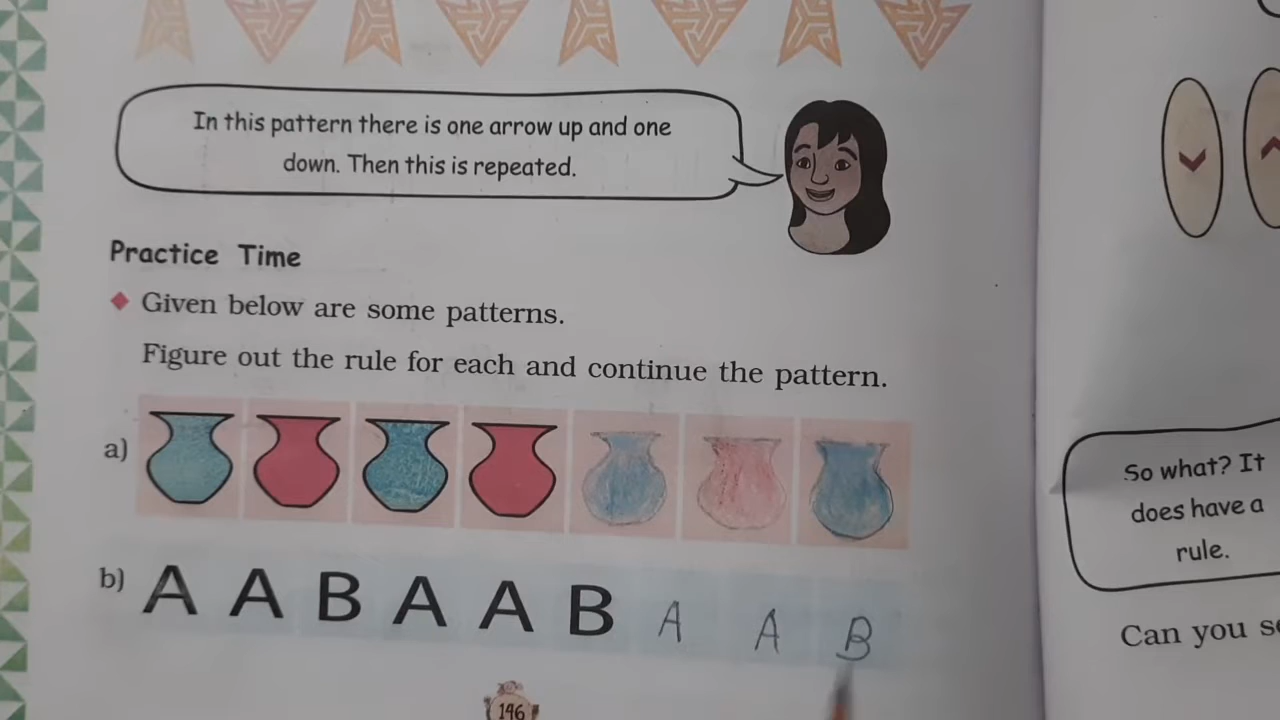 In this pattern there is one arrow up and one
down. Then this is repeated.
Practice Time
Given below are some patterns.
Figure out the rule for each and continue the pattern.
a)
b) A A B A A B A A B
146
So what? It
does have a
rule.
Can you